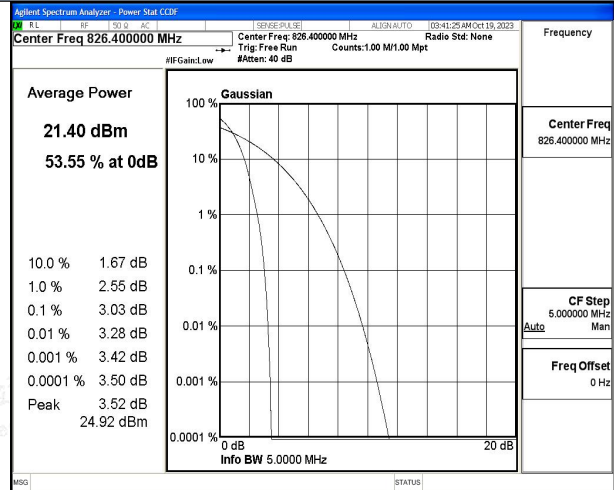 Agilent Spectrum Analyzer - Power Stat CCDF
RL RF 50 Ω AC SENSE:PULSE ALIGN AUTO 03:41:25 AM Oct 19, 2023
Center Freq 826.400000 MHz
Center Freq: 826.400000 MHz Radio Std: None
Trig: Free Run Counts:1.00 M/1.00 Mpt
#IFGain:Low #Atten: 40 dB
Frequency
Average Power
21.40 dBm
53.55 % at 0dB
10.0 % 1.67 dB
1.0 % 2.55 dB
0.1 % 3.03 dB
0.01 % 3.28 dB
0.001 % 3.42 dB
0.0001 % 3.50 dB
Peak 3.52 dB
24.92 dBm
Gaussian
100 %
10 %
1 %
0.1 %
0.01 %
0.001 %
0.0001 %
0 dB 20 dB
Info BW 5.0000 MHz
Center Freq
826.400000 MHz
CF Step
5.000000 MHz
Auto Man
Freq Offset
0 Hz
MSG STATUS